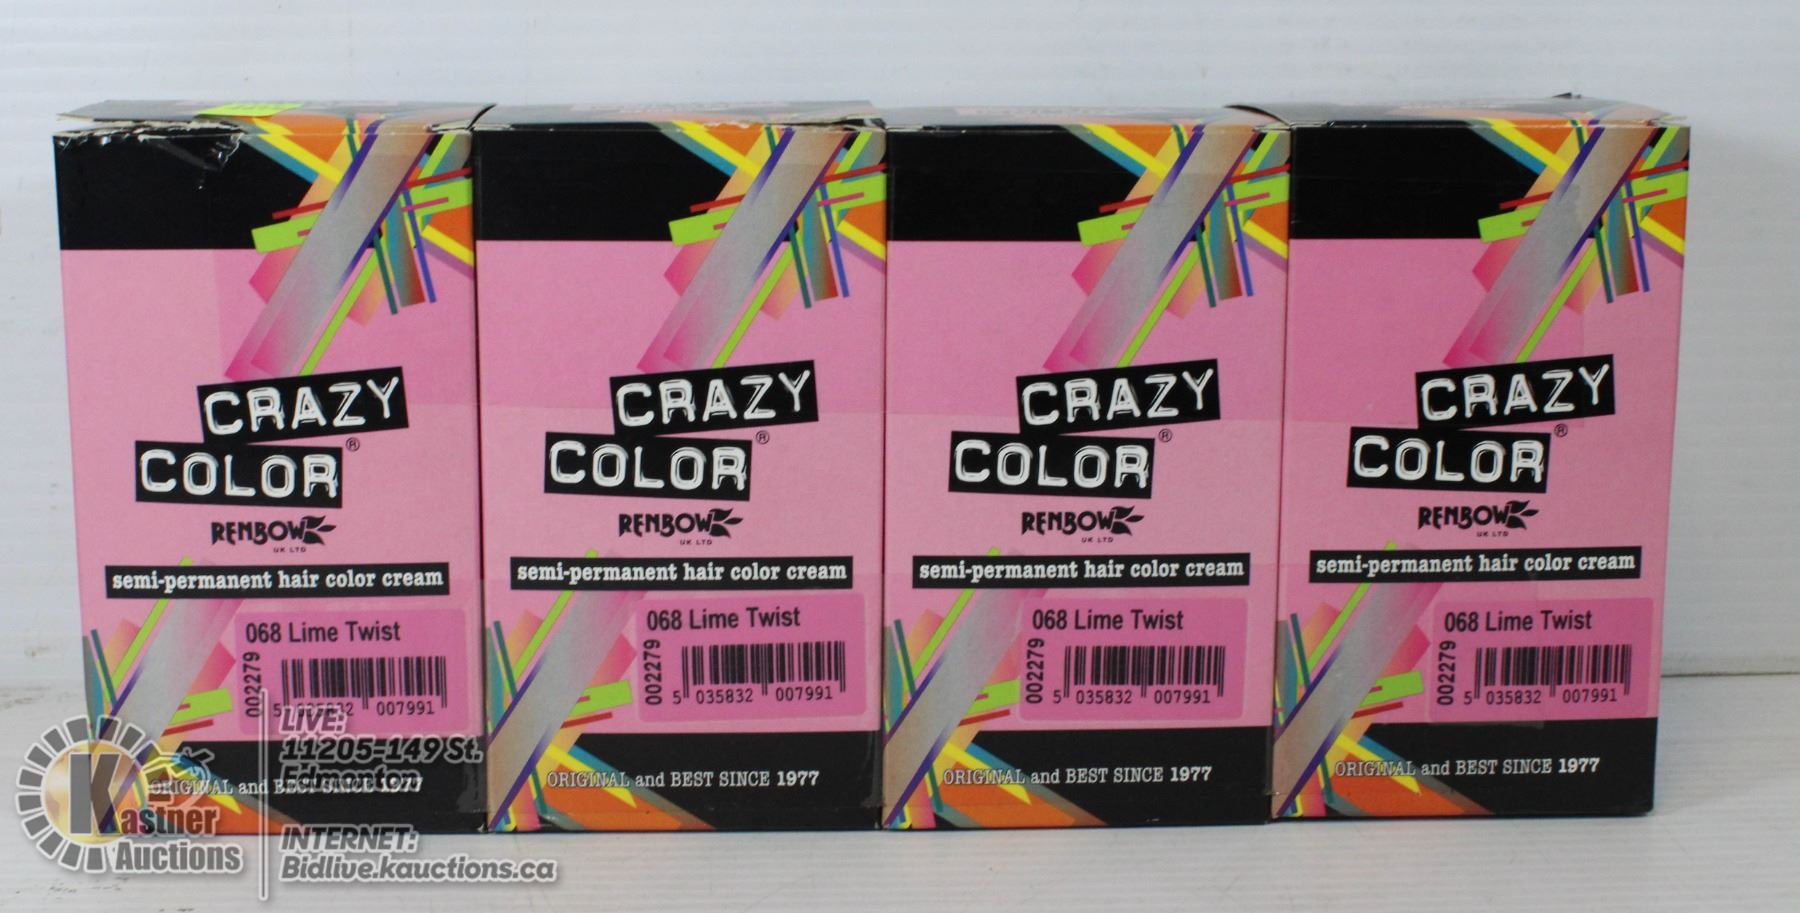 CRAZY
COLOR®
RENBOW
UK LTD
semi-permanent hair color cream
068 Lime Twist
002279
5 035832 007991
ORIGINAL and BEST SINCE 1977
CRAZY
COLOR®
RENBOW
UK LTD
semi-permanent hair color cream
068 Lime Twist
002279
5 035832 007991
ORIGINAL and BEST SINCE 1977
CRAZY
COLOR®
RENBOW
UK LTD
semi-permanent hair color cream
068 Lime Twist
002279
5 035832 007991
ORIGINAL and BEST SINCE 1977
CRAZY
COLOR®
RENBOW
UK LTD
semi-permanent hair color cream
068 Lime Twist
002279
5 035832 007991
ORIGINAL and BEST SINCE 1977
Kastner
Auctions
LIVE:
11205-149 St.
Edmonton
INTERNET:
Bidlive.kauctions.ca